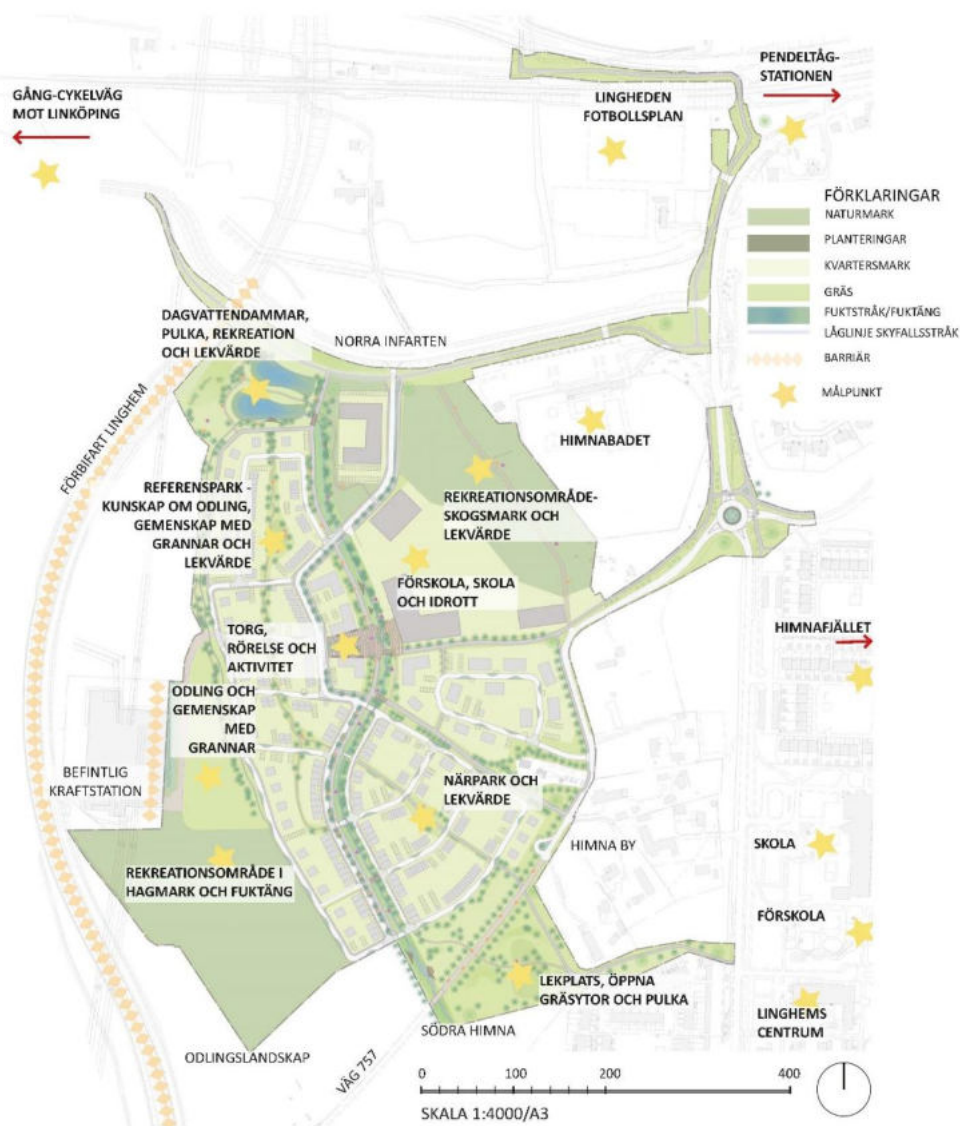 GÅNG-CYKELVÄG
MOT LINKÖPING
LINGHEDEN
FOTBOLLSPLAN
PENDELTÅG-
STATIONEN
FÖRKLARINGAR
NATURMARK
PLANTERINGAR
KVARTERSMARK
GRÄS
FUKTSTRÅK/FUKTÄNG
LÅGLINJE SKYFALLSSTRÅK
BARRIÄR
MÅLPUNKT
DAGVATTENDAMMAR,
PULKA, REKREATION
OCH LEKVÄRDE
NORRA INFARTEN
FÖRBIFART LINGHEM
HIMNABADET
REFERENSPARK -
KUNSKAP OM ODLING,
GEMENSKAP MED
GRANNAR OCH
LEKVÄRDE
REKREATIONSOMRÅDE-
SKOGSMARK OCH
LEKVÄRDE
FÖRSKOLA, SKOLA
OCH IDROTT
TORG,
RÖRELSE OCH
AKTIVITET
HIMNAFJÄLLET
ODLING OCH
GEMENSKAP
MED
GRANNAR
BEFINTLIG
KRAFTSTATION
NÄRPARK OCH
LEKVÄRDE
HIMNA BY
SKOLA
REKREATIONSOMRÅDE I
HAGMARK OCH FUKTÄNG
FÖRSKOLA
LEKPLATS, ÖPPNA
GRÄSYTOR OCH PULKA
LINGHEMS
CENTRUM
SÖDRA HIMNA
ODLINGSLANDSKAP
VÄG 757
0 100 200 400
SKALA 1:4000/A3